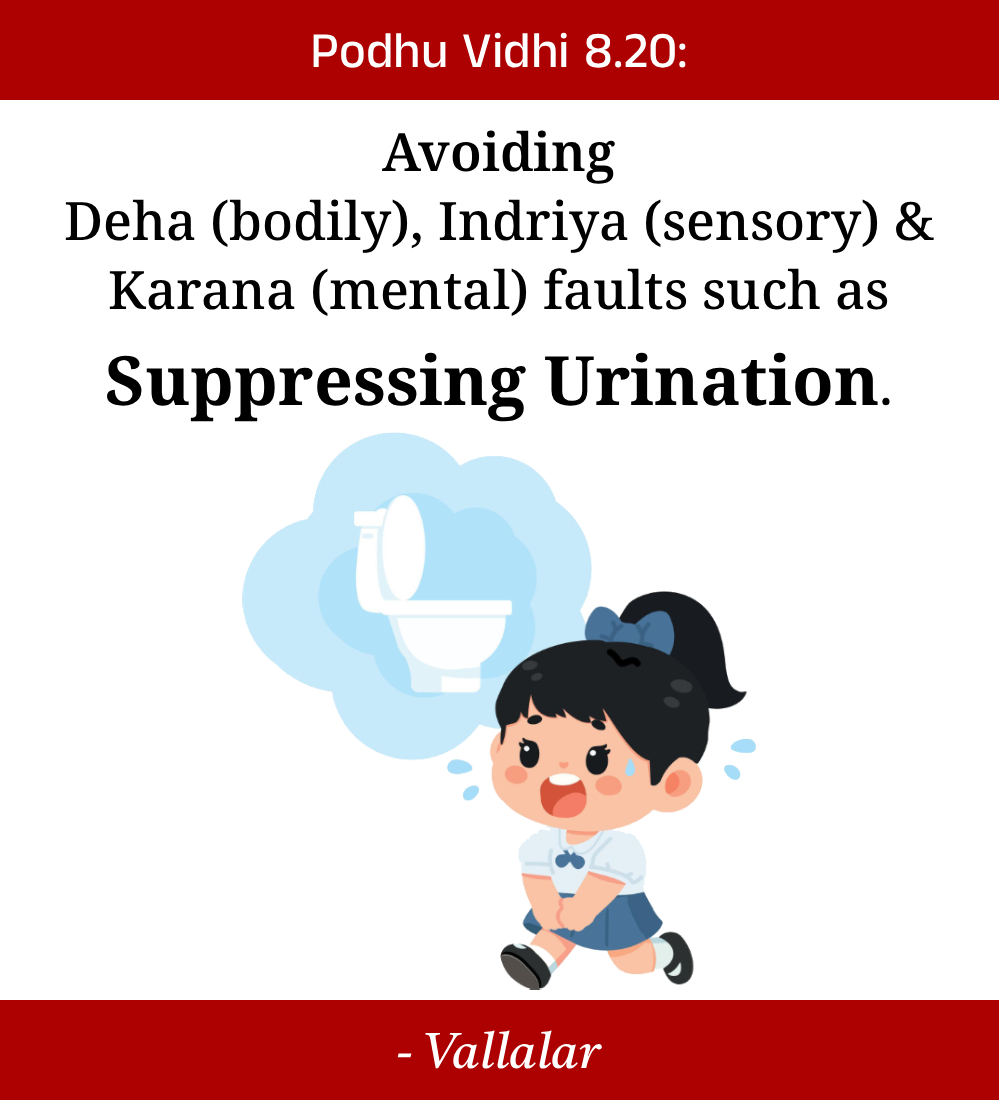 Podhu Vidhi 8.20:
Avoiding
Deha (bodily), Indriya (sensory) &
Karana (mental) faults such as
Suppressing Urination.
- Vallalar